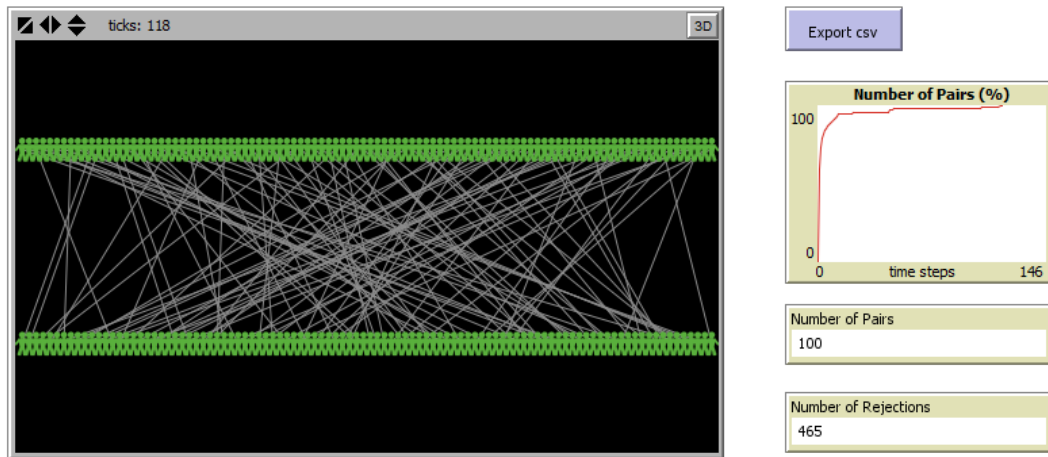 ticks: 118
3D
Export csv
Number of Pairs (%)
100
0
0 time steps 146
Number of Pairs
100
Number of Rejections
465